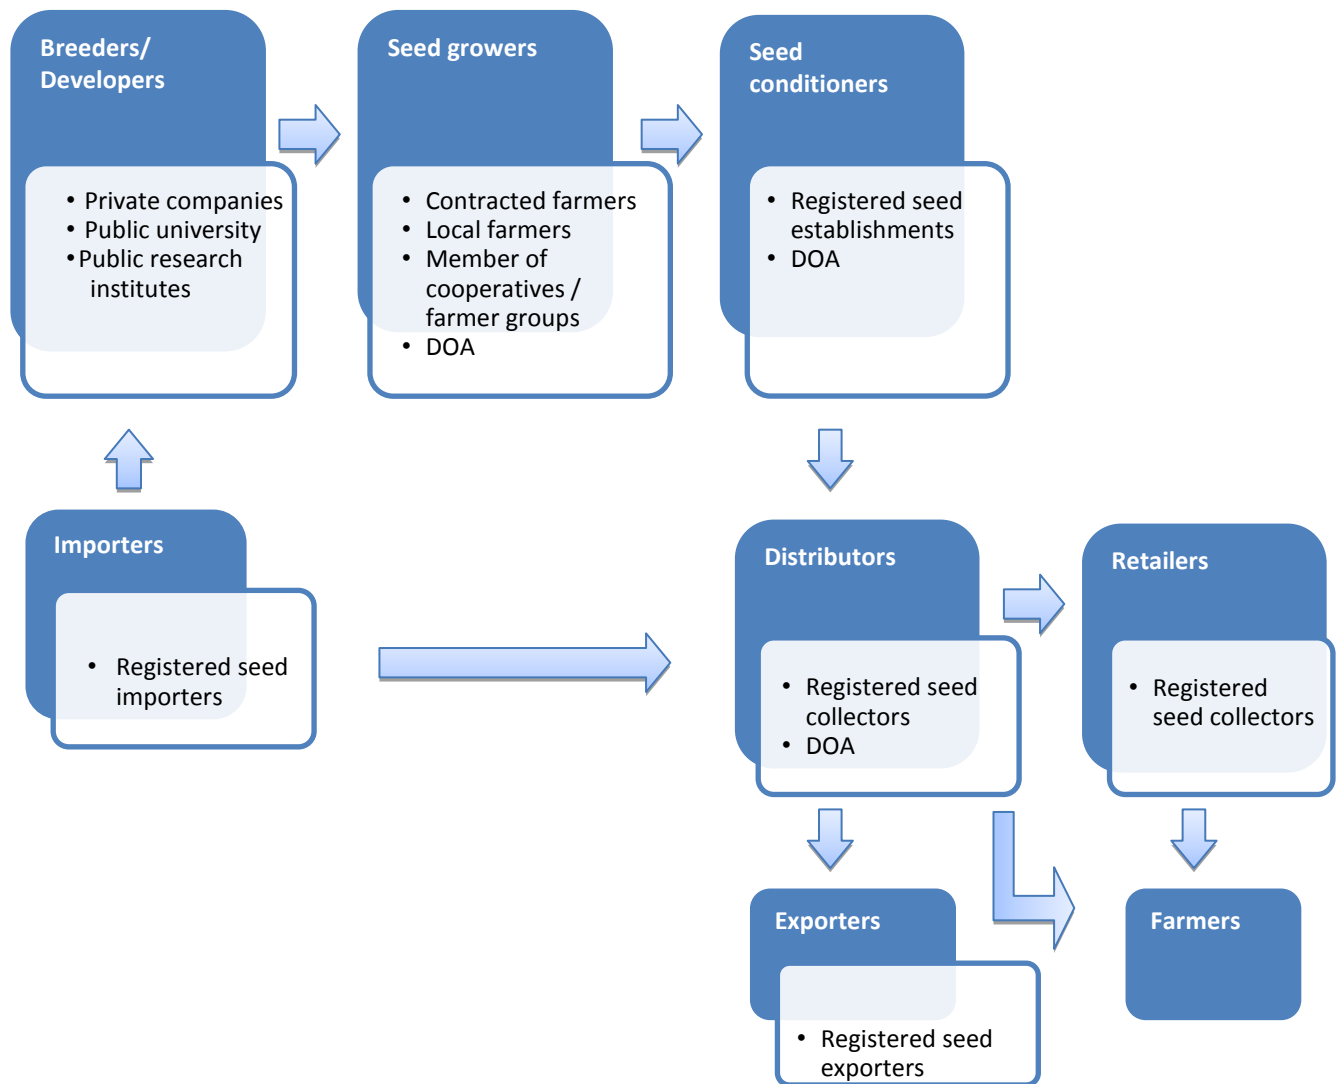 Breeders/
Developers
• Private companies
• Public university
• Public research
institutes
Seed growers
• Contracted farmers
• Local farmers
• Member of
cooperatives /
farmer groups
• DOA
Seed
conditioners
• Registered seed
establishments
• DOA
Importers
• Registered seed
importers
Distributors
• Registered seed
collectors
• DOA
Retailers
• Registered
seed collectors
Exporters
• Registered seed
exporters
Farmers